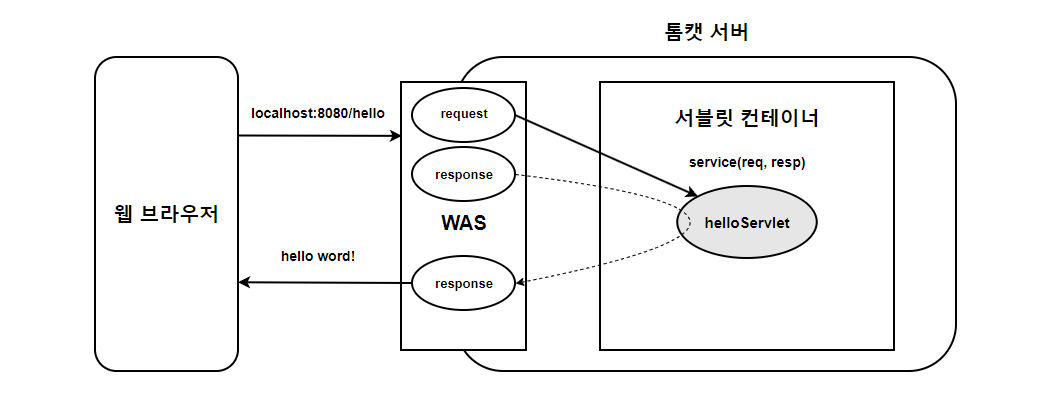 톰캣 서버
localhost:8080/hello
request
서블릿 컨테이너
service(req, resp)
response
웹 브라우저
WAS
helloServlet
hello word!
response